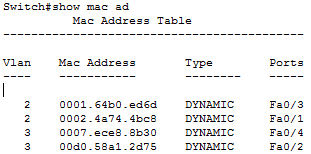 Switch#show mac ad
Mac Address Table
-------------------------------------------
Vlan    Mac Address       Type        Ports
----    -----------       --------    -----
2    0001.64b0.ed6d    DYNAMIC     Fa0/3
2    0002.4a74.4bc8    DYNAMIC     Fa0/1
3    0007.ece8.8b30    DYNAMIC     Fa0/4
3    00d0.58a1.2d75    DYNAMIC     Fa0/2